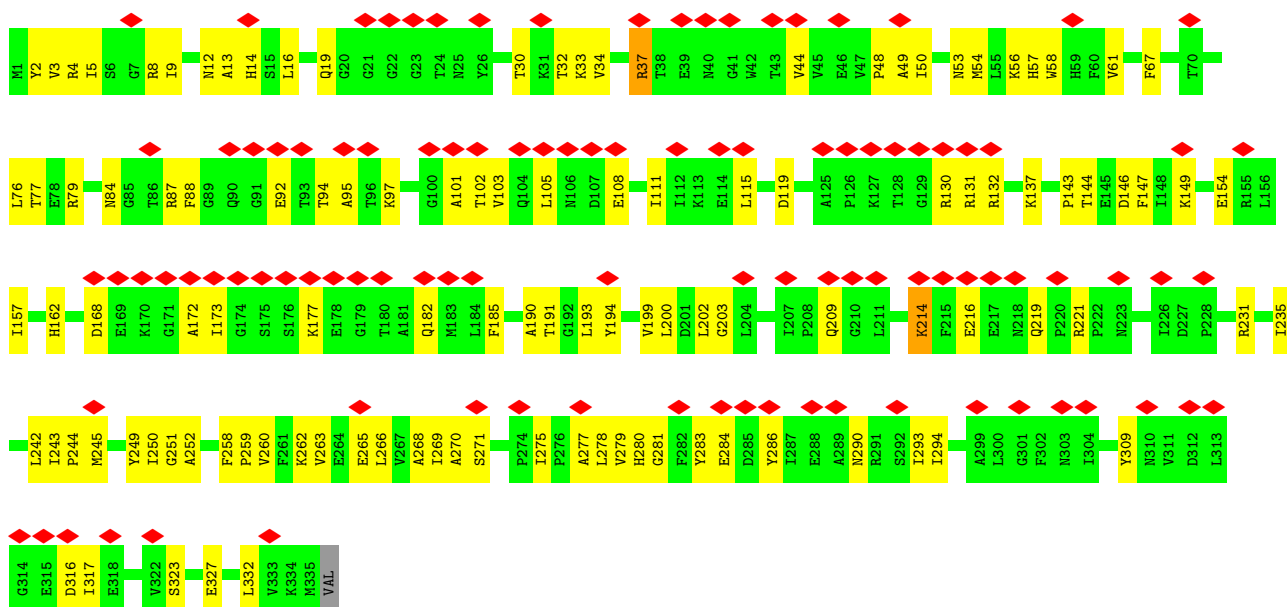 M1 Y2 V3 R4 I5 S6 G7 R8 I9 N12 A13 H14 S15 L16 Q19 G20 G21 G22 G23 T24 N25 Y26 T30 K31 T32 K33 V34 R37 T38 E39 N40 G41 W42 T43 V44 V45 E46 V47 P48 A49 I50 N53 M54 L55 K56 H57 W58 H59 F60 V61 F67 T70
L76 T77 E78 R79 N84 G85 T86 R87 F88 G89 Q90 G91 E92 T93 T94 A95 T96 K97 G100 A101 T102 V103 Q104 L105 N106 D107 E108 I111 I112 K113 E114 L115 D119 A125 P126 K127 T128 G129 R130 R131 R132 K137 P143 T144 E145 D146 F147 I148 K149 E154 R155 L156
I157 H162 D168 E169 K170 G171 A172 I173 G174 S175 S176 K177 E178 G179 T180 A181 Q182 M183 L184 F185 A190 T191 G192 L193 Y194 V199 L200 D201 L202 G203 L204 I207 P208 Q209 G210 L211 K214 F215 E216 E217 N218 Q219 P220 R221 P222 N223 I226 D227 P228 R231 I235
L242 I243 P244 M245 Y249 I250 G251 A252 F258 P259 V260 F261 K262 V263 E264 E265 L266 V267 A268 I269 A270 S271 P274 I275 P276 A277 L278 V279 H280 G281 F282 Y283 E284 D285 Y286 I287 E288 A289 N290 R291 S292 I293 I294 A299 L300 G301 F302 N303 I304 Y309 N310 V311 D312 L313
G314 E315 D316 I317 E318 V322 S323 E327 L332 V333 K334 M335 VAL